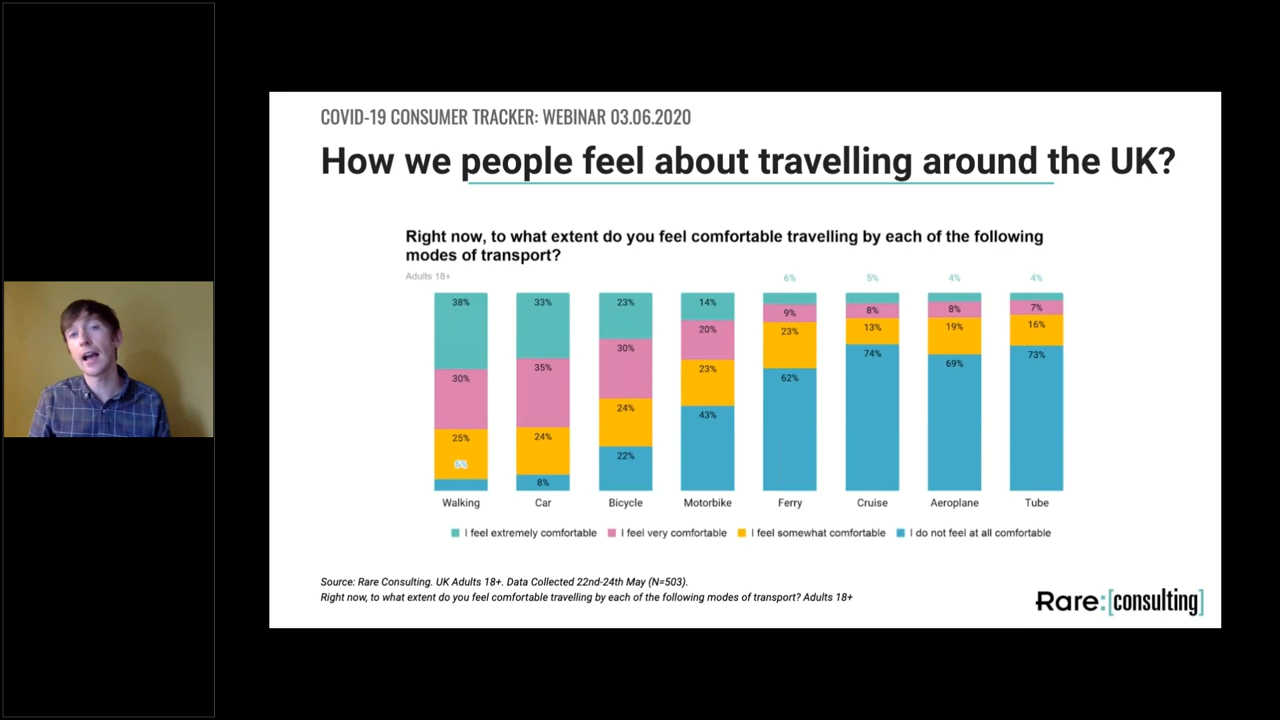 COVID-19 CONSUMER TRACKER: WEBINAR 03.06.2020
How we people feel about travelling around the UK?
Right now, to what extent do you feel comfortable travelling by each of the following
modes of transport?
Adults 18+
6% 5% 4% 4%
38% 33% 23% 14% 9% 8% 8% 7%
30% 35% 30% 20% 23% 13% 19% 16%
25% 24% 24% 23% 62% 74% 69% 73%
6% 8% 22% 43%
Walking Car Bicycle Motorbike Ferry Cruise Aeroplane Tube
I feel extremely comfortable I feel very comfortable I feel somewhat comfortable I do not feel at all comfortable
Source: Rare Consulting. UK Adults 18+. Data Collected 22nd-24th May (N=503).
Right now, to what extent do you feel comfortable travelling by each of the following modes of transport? Adults 18+
Rare:[consulting]